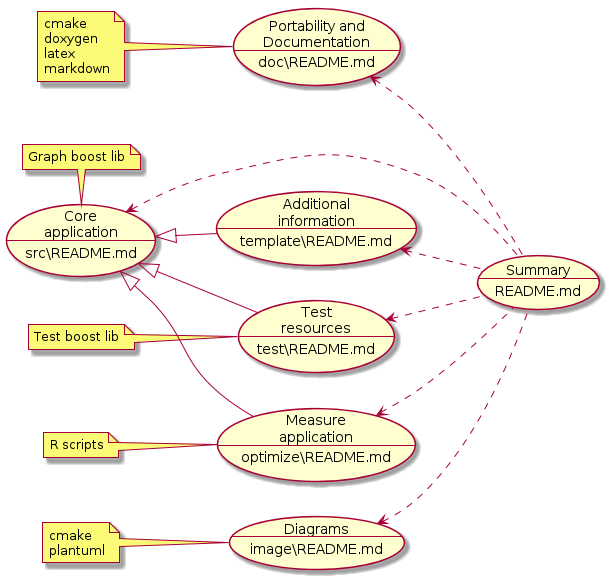 cmake
doxygen
latex
markdown
Portability and
Documentation
doc\README.md
Graph boost lib
Core
application
src\README.md
Additional
information
template\README.md
Summary
README.md
Test boost lib
Test
resources
test\README.md
R scripts
Measure
application
optimize\README.md
cmake
plantuml
Diagrams
image\README.md